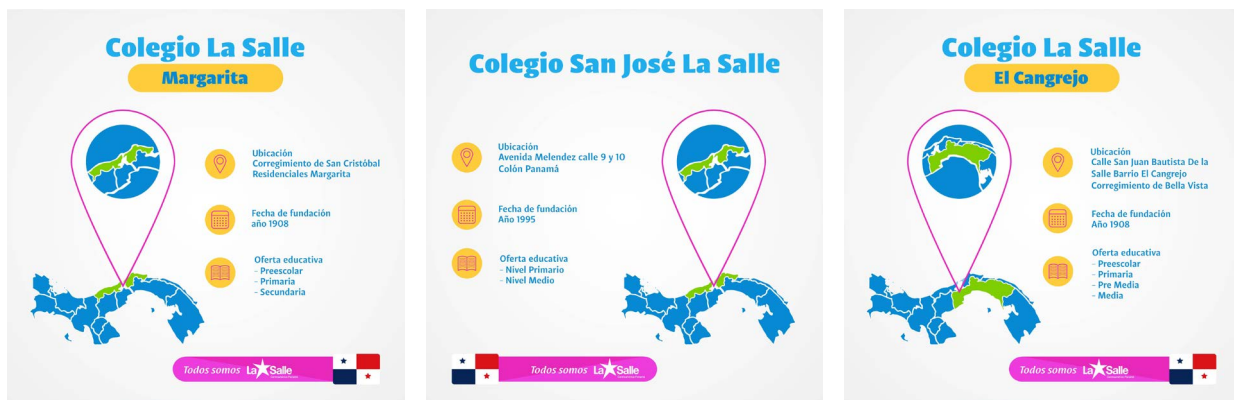 Colegio La Salle
Margarita
Ubicación
Corregimiento de San Cristóbal
Residenciales Margarita
Fecha de fundación
año 1908
Oferta educativa
- Preescolar
- Primaria
- Secundaria
Todos somos La Salle
Colegio San José La Salle
Ubicación
Avenida Melendez calle 9 y 10
Colón Panamá
Fecha de fundación
Año 1995
Oferta educativa
- Nivel Primario
- Nivel Medio
Todos somos La Salle
Colegio La Salle
El Cangrejo
Ubicación
Calle San Juan Bautista De la
Salle Barrio El Cangrejo
Corregimiento de Bella Vista
Fecha de fundación
Año 1908
Oferta educativa
- Preescolar
- Primaria
- Pre Media
- Media
Todos somos La Salle